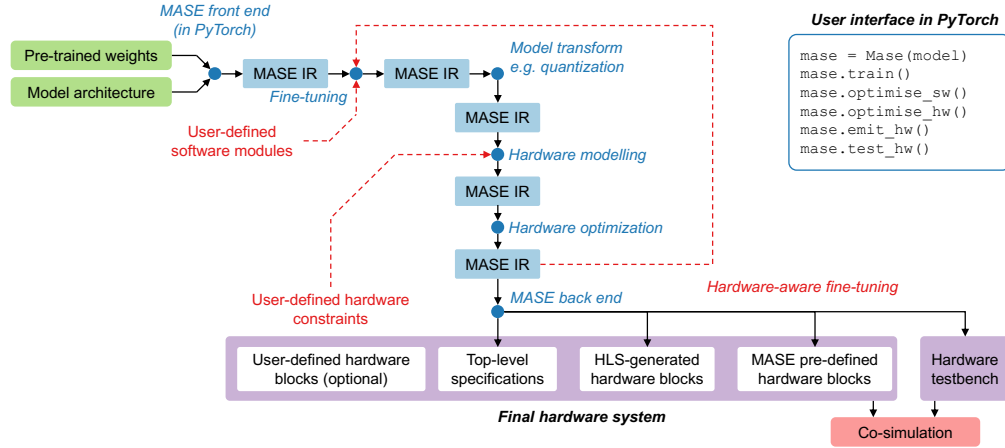 MASE front end
(in PyTorch)
Pre-trained weights
Model architecture
MASE IR
Fine-tuning
MASE IR
Model transform
e.g. quantization
User-defined
software modules
MASE IR
Hardware modelling
MASE IR
Hardware optimization
MASE IR
User-defined hardware
constraints
MASE back end
Hardware-aware fine-tuning
User interface in PyTorch
mase = Mase(model)
mase.train()
mase.optimise_sw()
mase.optimise_hw()
mase.emit_hw()
mase.test_hw()
User-defined hardware
blocks (optional)
Top-level
specifications
HLS-generated
hardware blocks
MASE pre-defined
hardware blocks
Hardware
testbench
Final hardware system
Co-simulation